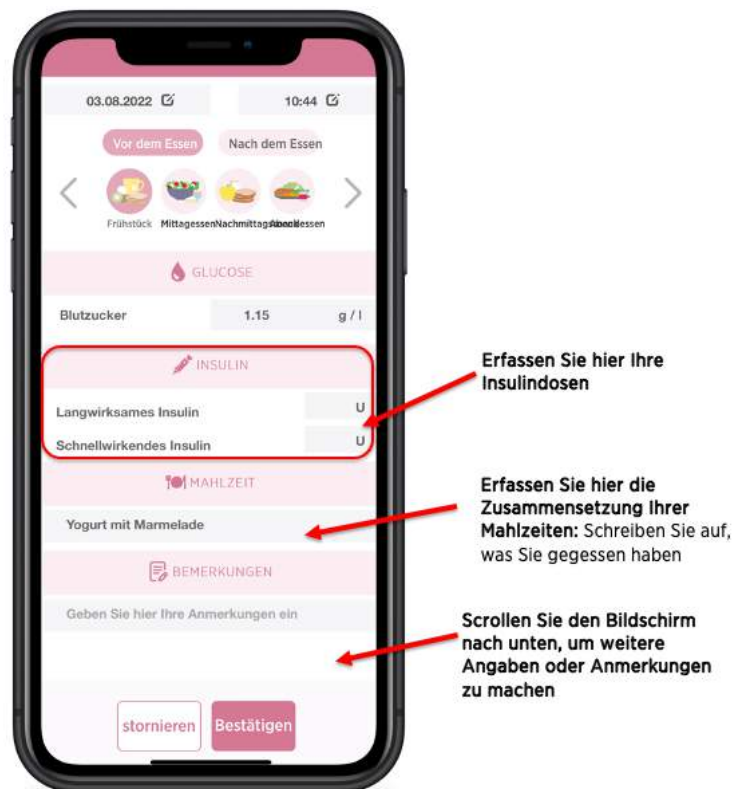 03.08.2022 10:44
Vor dem Essen Nach dem Essen
Frühstück Mittagessen Nachmittagssnack Abendessen
GLUCOSE
Blutzucker 1.15 g / l
INSULIN
Langwirksames Insulin U
Schnellwirkendes Insulin U
MAHLZEIT
Yogurt mit Marmelade
BEMERKUNGEN
Geben Sie hier Ihre Anmerkungen ein
stornieren Bestätigen
Erfassen Sie hier Ihre
Insulindosen
Erfassen Sie hier die
Zusammensetzung Ihrer
Mahlzeiten: Schreiben Sie auf,
was Sie gegessen haben
Scrollen Sie den Bildschirm
nach unten, um weitere
Angaben oder Anmerkungen
zu machen